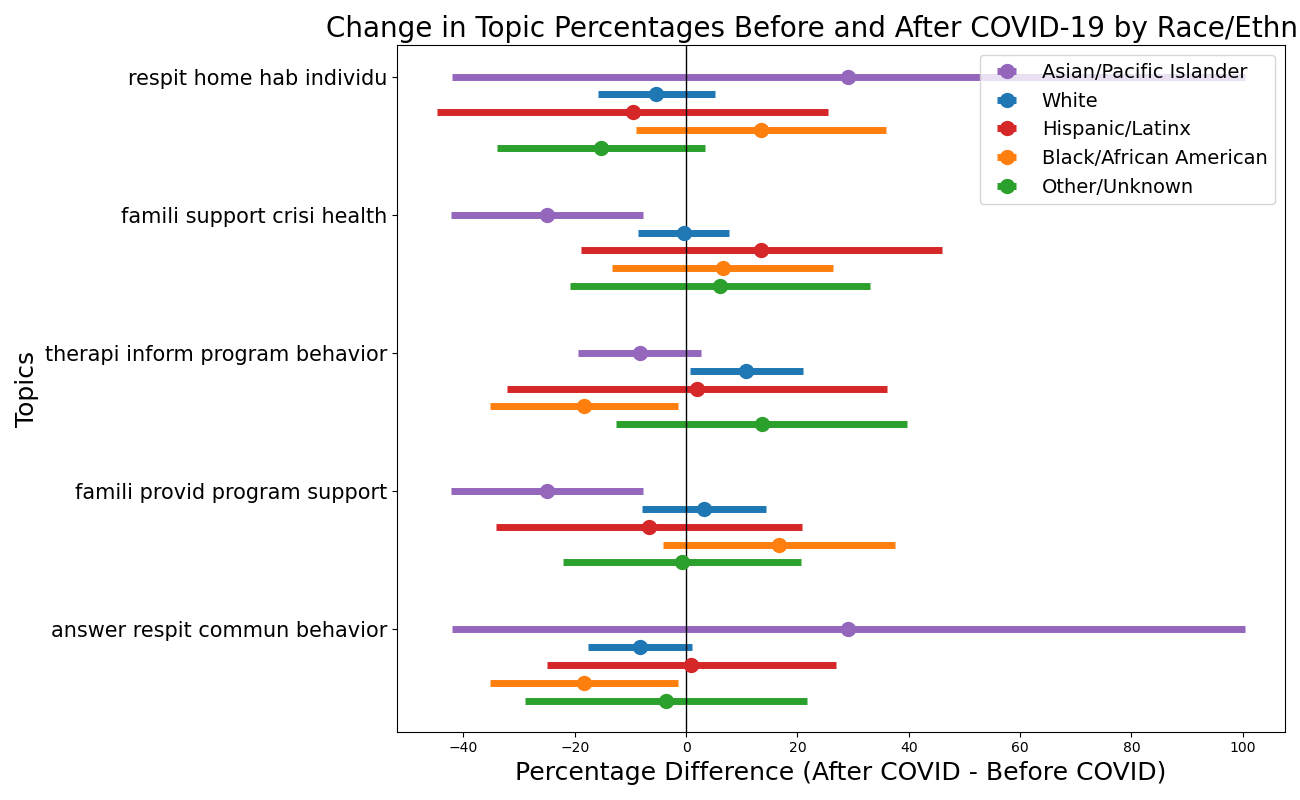 Change in Topic Percentages Before and After COVID-19 by Race/Ethn
Asian/Pacific Islander
White
Hispanic/Latinx
Black/African American
Other/Unknown
Topics
respit home hab individu
famili support crisi health
therapi inform program behavior
famili provid program support
answer respit commun behavior
−40 −20 0 20 40 60 80 100
Percentage Difference (After COVID - Before COVID)